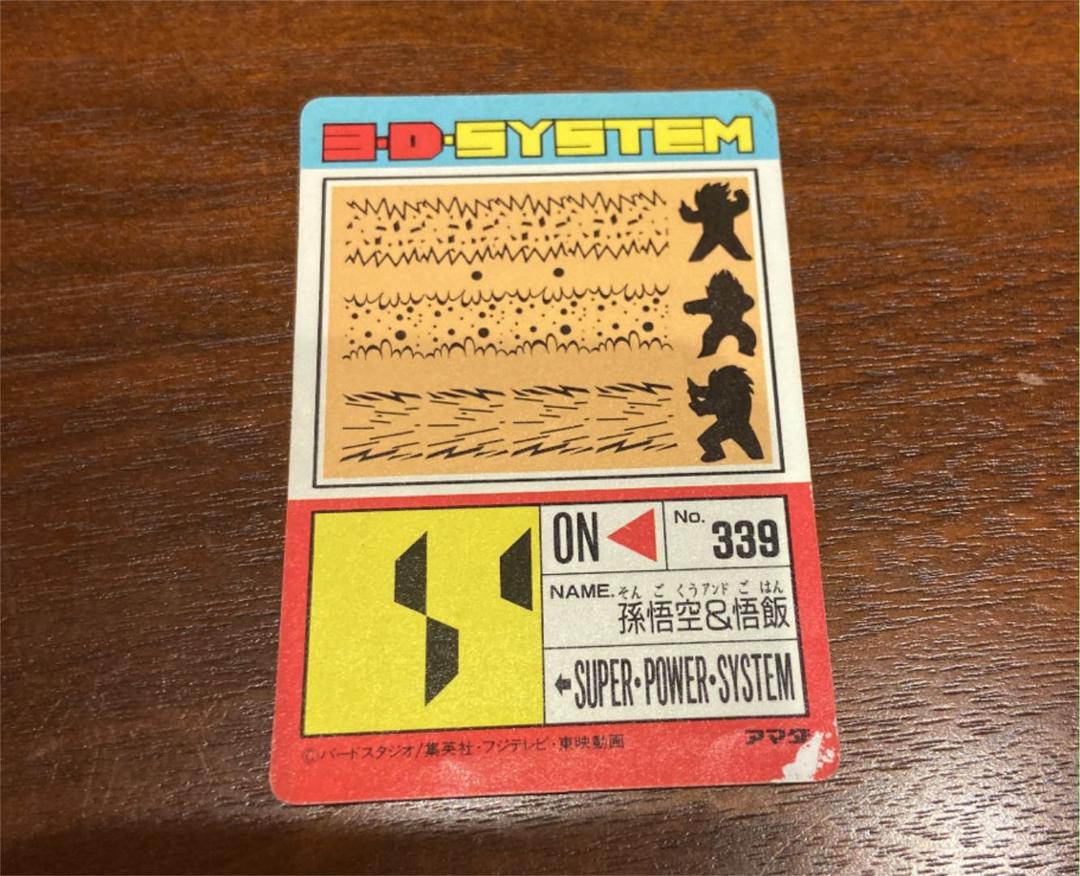 3·D·SYSTEM
ON
No.
339
NAME.
そんごくうアンドごはん
孫悟空&悟飯
SUPER·POWER·SYSTEM
©バードスタジオ/集英社・フジテレビ・東映動画
アマダ